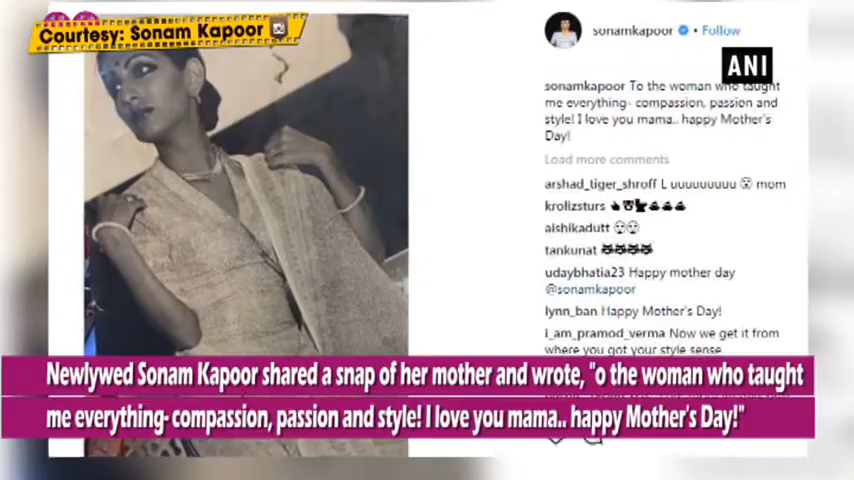 Courtesy: Sonam Kapoor
sonamkapoor • Follow
ANI
sonamkapoor To the woman who taught
me everything- compassion, passion and
style! I love you mama.. happy Mother's
Day!
Load more comments
arshad_tiger_shroff L uuuuuuuuu 😮 mom
krolizsturs
aishikadutt
tankunat
udaybhatia23 Happy mother day
@sonamkapoor
lynn_ban Happy Mother's Day!
i_am_pramod_verma Now we get it from
where you got your style sense
Newlywed Sonam Kapoor shared a snap of her mother and wrote, "o the woman who taught
me everything- compassion, passion and style! I love you mama.. happy Mother's Day!"